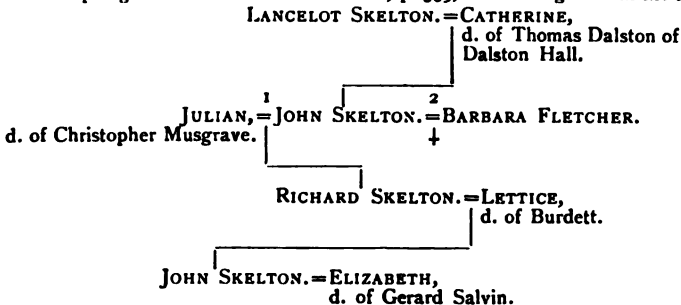 LANCELOT SKELTON.=CATHERINE,
d. of Thomas Dalston of
Dalston Hall.
1 2
JULIAN,=JOHN SKELTON.=BARBARA FLETCHER.
d. of Christopher Musgrave.
RICHARD SKELTON.=LETTICE,
d. of Burdett.
JOHN SKELTON.=ELIZABETH,
d. of Gerard Salvin.